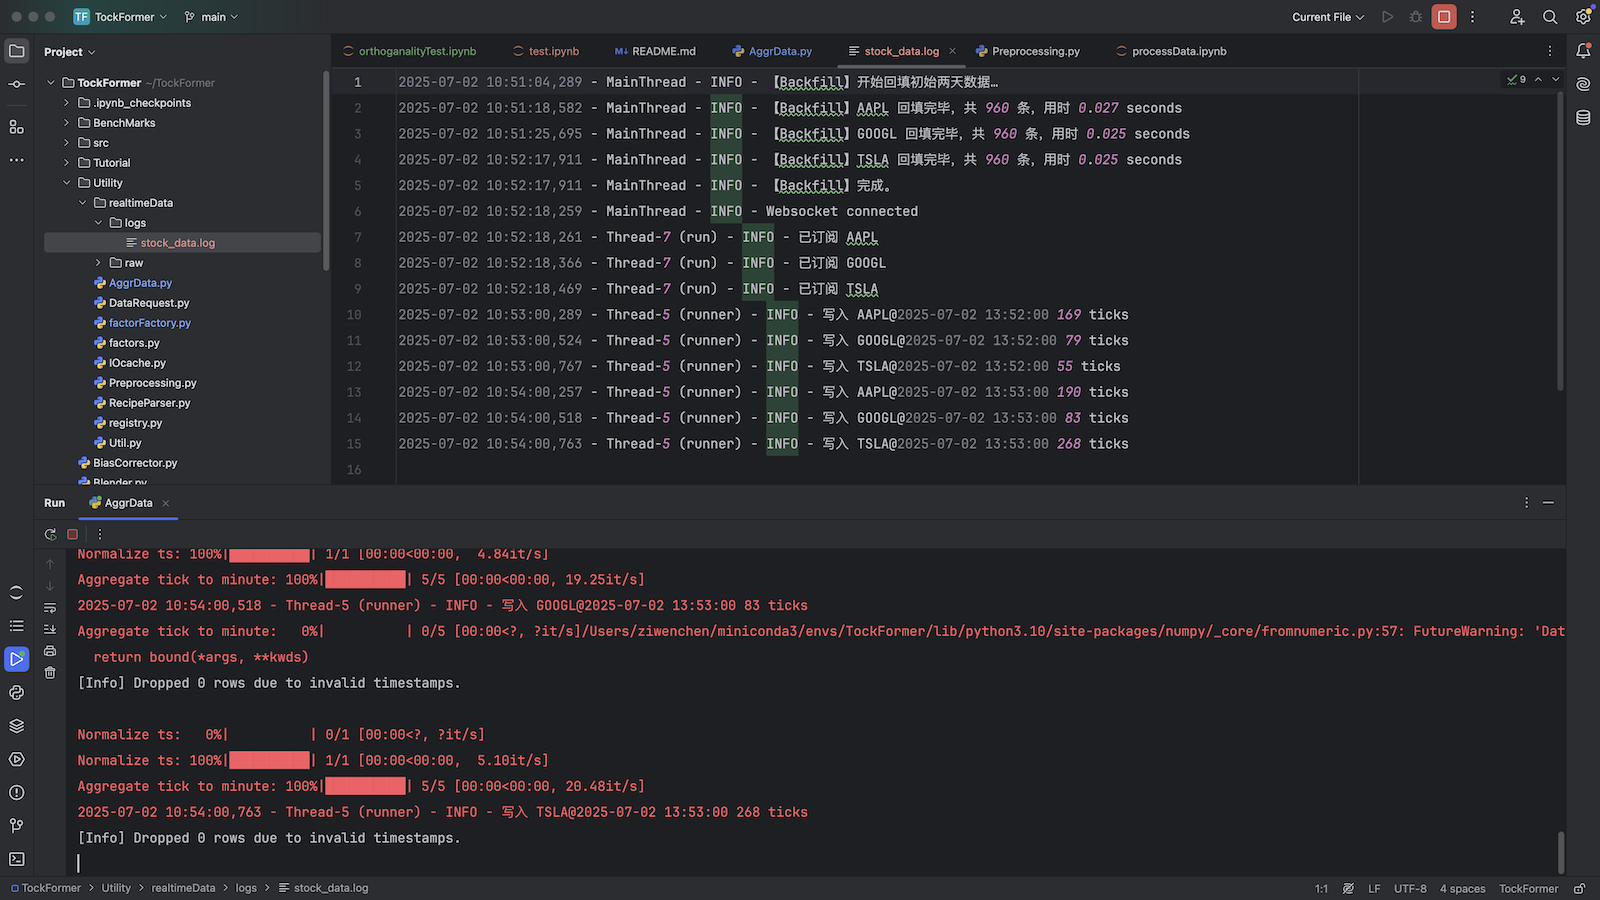 TF TockFormer main Current File
Project
orthoganalityTest.ipynb test.ipynb M↓ README.md AggrData.py stock_data.log Preprocessing.py processData.ipynb
TockFormer ~/TockFormer
.ipynb_checkpoints
BenchMarks
src
Tutorial
Utility
realtimeData
logs
stock_data.log
raw
AggrData.py
DataRequest.py
factorFactory.py
factors.py
IOcache.py
Preprocessing.py
RecipeParser.py
registry.py
Util.py
BiasCorrector.py
Blender.py
9
1 2025-07-02 10:51:04,289 - MainThread - INFO - 【Backfill】开始回填初始两天数据…
2 2025-07-02 10:51:18,582 - MainThread - INFO - 【Backfill】AAPL 回填完毕，共 960 条，用时 0.027 seconds
3 2025-07-02 10:51:25,695 - MainThread - INFO - 【Backfill】GOOGL 回填完毕，共 960 条，用时 0.025 seconds
4 2025-07-02 10:52:17,911 - MainThread - INFO - 【Backfill】TSLA 回填完毕，共 960 条，用时 0.025 seconds
5 2025-07-02 10:52:17,911 - MainThread - INFO - 【Backfill】完成。
6 2025-07-02 10:52:18,259 - MainThread - INFO - Websocket connected
7 2025-07-02 10:52:18,261 - Thread-7 (run) - INFO - 已订阅 AAPL
8 2025-07-02 10:52:18,366 - Thread-7 (run) - INFO - 已订阅 GOOGL
9 2025-07-02 10:52:18,469 - Thread-7 (run) - INFO - 已订阅 TSLA
10 2025-07-02 10:53:00,289 - Thread-5 (runner) - INFO - 写入 AAPL@2025-07-02 13:52:00 169 ticks
11 2025-07-02 10:53:00,524 - Thread-5 (runner) - INFO - 写入 GOOGL@2025-07-02 13:52:00 79 ticks
12 2025-07-02 10:53:00,767 - Thread-5 (runner) - INFO - 写入 TSLA@2025-07-02 13:52:00 55 ticks
13 2025-07-02 10:54:00,257 - Thread-5 (runner) - INFO - 写入 AAPL@2025-07-02 13:53:00 190 ticks
14 2025-07-02 10:54:00,518 - Thread-5 (runner) - INFO - 写入 GOOGL@2025-07-02 13:53:00 83 ticks
15 2025-07-02 10:54:00,763 - Thread-5 (runner) - INFO - 写入 TSLA@2025-07-02 13:53:00 268 ticks
16
Run AggrData
Normalize ts: 100%|██████████| 1/1 [00:00<00:00, 4.84it/s]
Aggregate tick to minute: 100%|██████████| 5/5 [00:00<00:00, 19.25it/s]
2025-07-02 10:54:00,518 - Thread-5 (runner) - INFO - 写入 GOOGL@2025-07-02 13:53:00 83 ticks
Aggregate tick to minute: 0%| | 0/5 [00:00<?, ?it/s]/Users/ziwenchen/miniconda3/envs/TockFormer/lib/python3.10/site-packages/numpy/_core/fromnumeric.py:57: FutureWarning: 'Dat
return bound(*args, **kwds)
[Info] Dropped 0 rows due to invalid timestamps.
Normalize ts: 0%| | 0/1 [00:00<?, ?it/s]
Normalize ts: 100%|██████████| 1/1 [00:00<00:00, 5.10it/s]
Aggregate tick to minute: 100%|██████████| 5/5 [00:00<00:00, 20.48it/s]
2025-07-02 10:54:00,763 - Thread-5 (runner) - INFO - 写入 TSLA@2025-07-02 13:53:00 268 ticks
[Info] Dropped 0 rows due to invalid timestamps.
TockFormer > Utility > realtimeData > logs > stock_data.log 1:1 LF UTF-8 4 spaces TockFormer